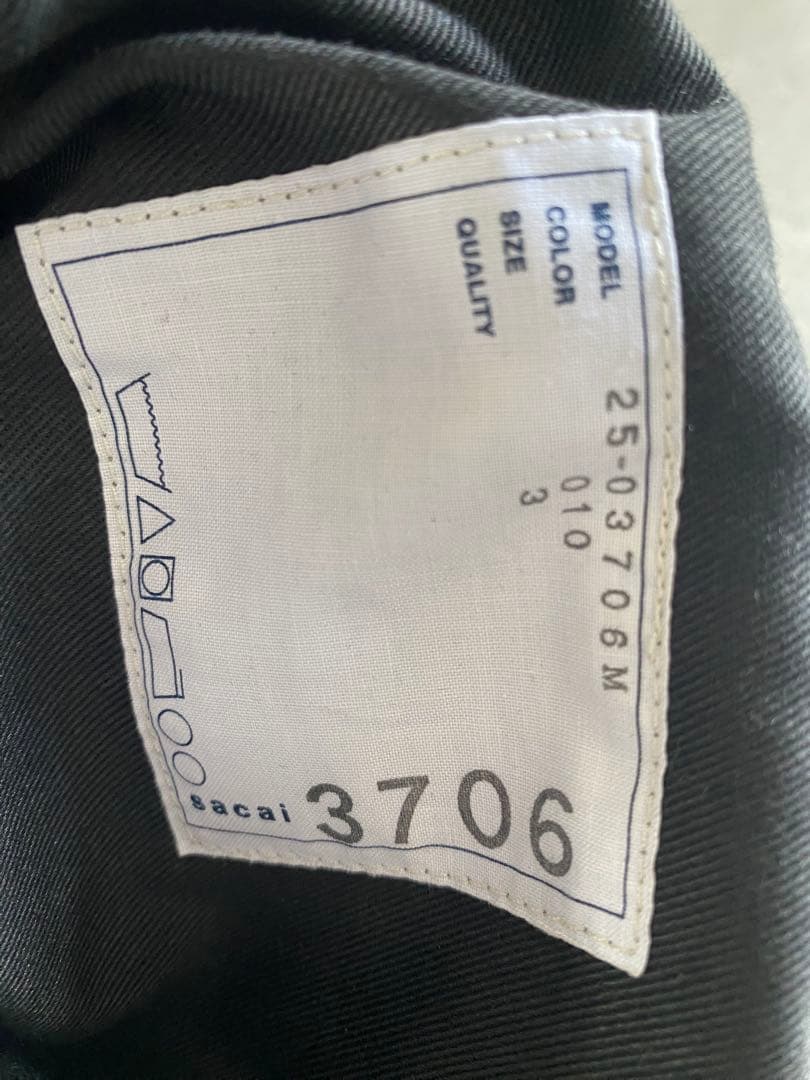 MODEL 25-03706M
COLOR 010
SIZE 3
QUALITY
sacai 3706